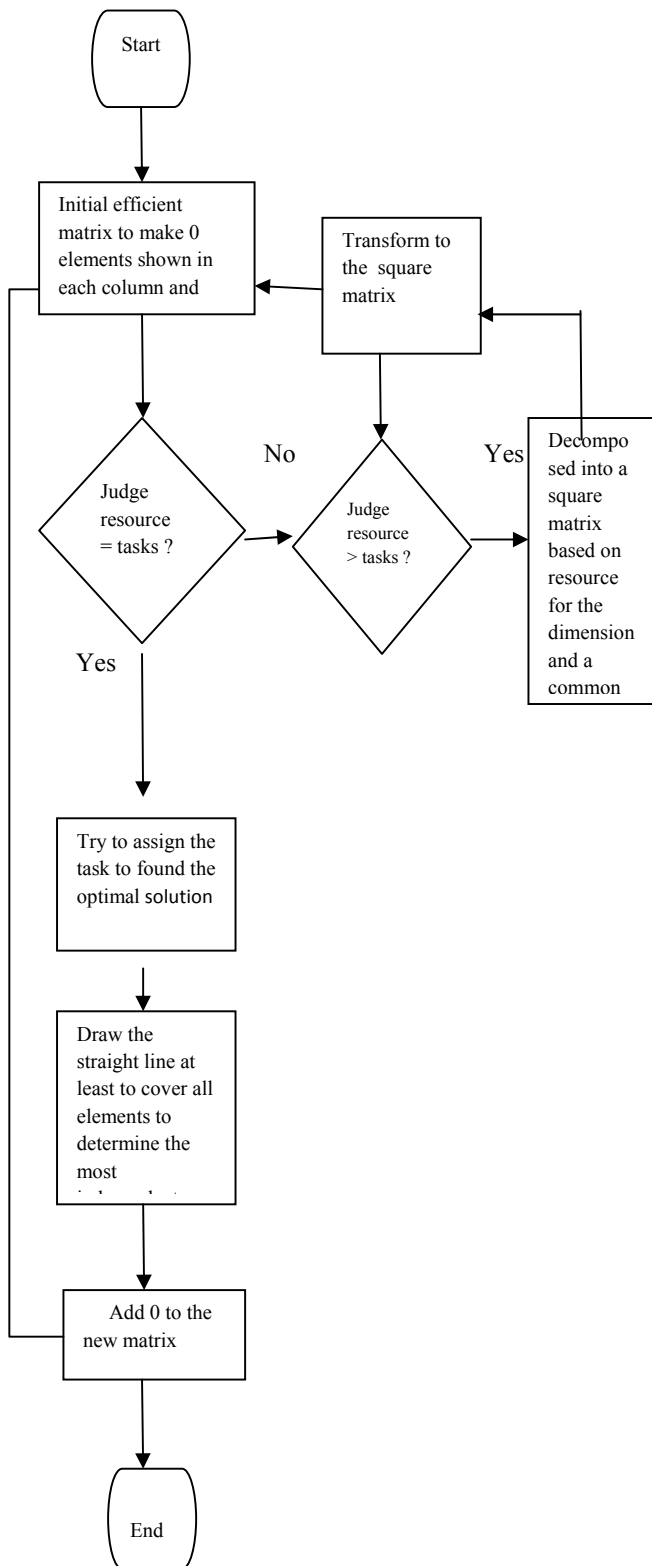 Start
Initial efficient
matrix to make 0
elements shown in
each column and
Transform to
the square
matrix
No
Yes
Judge
resource
= tasks ?
Judge
resource
> tasks ?
Decompo
sed into a
square
matrix
based on
resource
for the
dimension
and a
common
Yes
Try to assign the
task to found the
optimal solution
Draw the
straight line at
least to cover all
elements to
determine the
most
Add 0 to the
new matrix
End